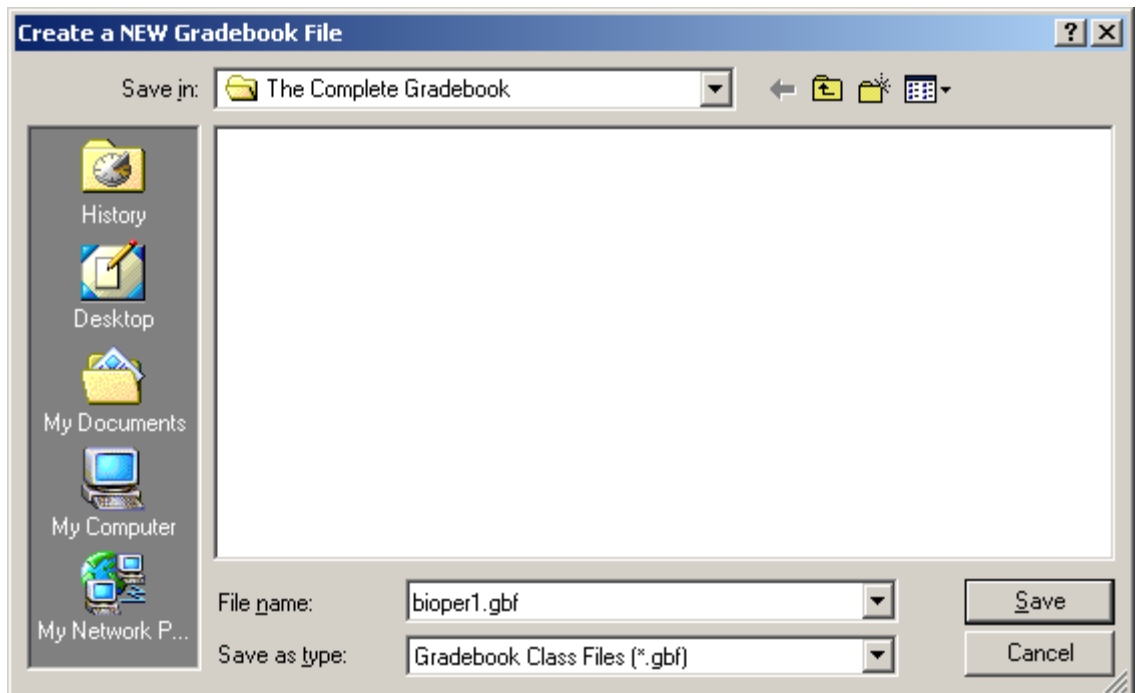 Create a NEW Gradebook File
Save in: The Complete Gradebook
History
Desktop
My Documents
My Computer
My Network P...
File name: bioper1.gbf Save
Save as type: Gradebook Class Files (*.gbf) Cancel